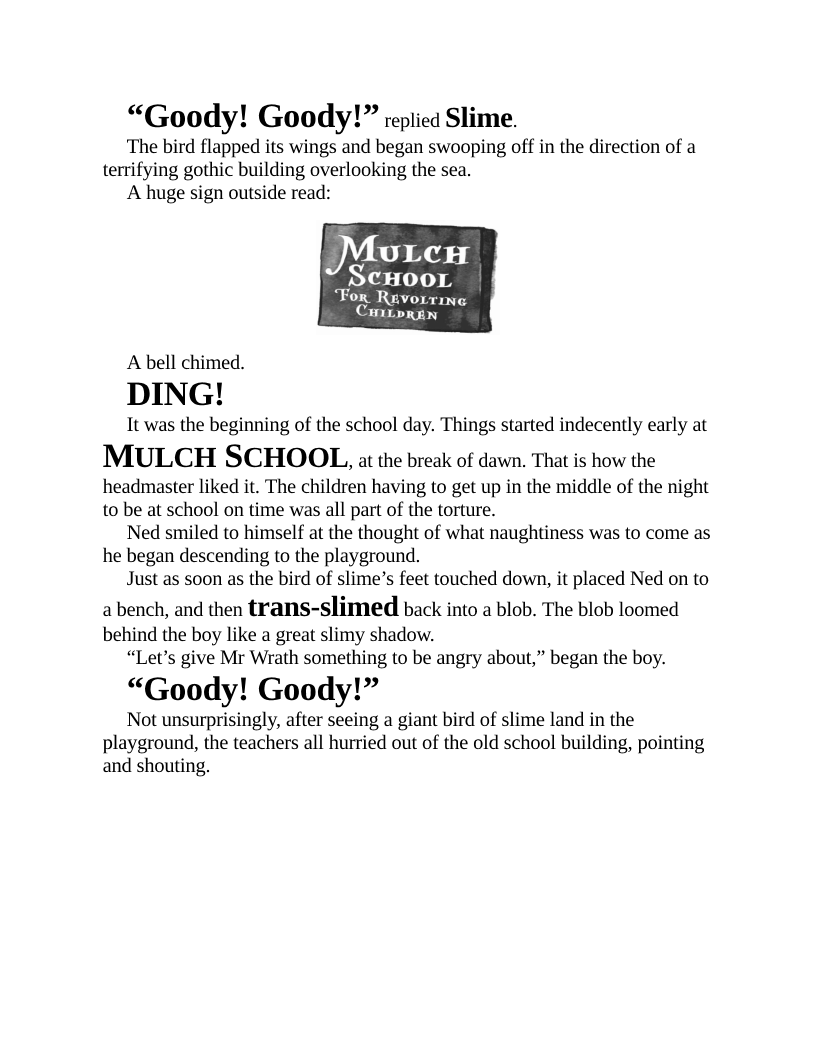 “Goody! Goody!” replied Slime.
The bird flapped its wings and began swooping off in the direction of a
terrifying gothic building overlooking the sea.
A huge sign outside read:
MULCH
SCHOOL
FOR REVOLTING
CHILDREN
A bell chimed.
DING!
It was the beginning of the school day. Things started indecently early at
MULCH SCHOOL, at the break of dawn. That is how the
headmaster liked it. The children having to get up in the middle of the night
to be at school on time was all part of the torture.
Ned smiled to himself at the thought of what naughtiness was to come as
he began descending to the playground.
Just as soon as the bird of slime’s feet touched down, it placed Ned on to
a bench, and then trans-slimed back into a blob. The blob loomed
behind the boy like a great slimy shadow.
“Let’s give Mr Wrath something to be angry about,” began the boy.
“Goody! Goody!”
Not unsurprisingly, after seeing a giant bird of slime land in the
playground, the teachers all hurried out of the old school building, pointing
and shouting.